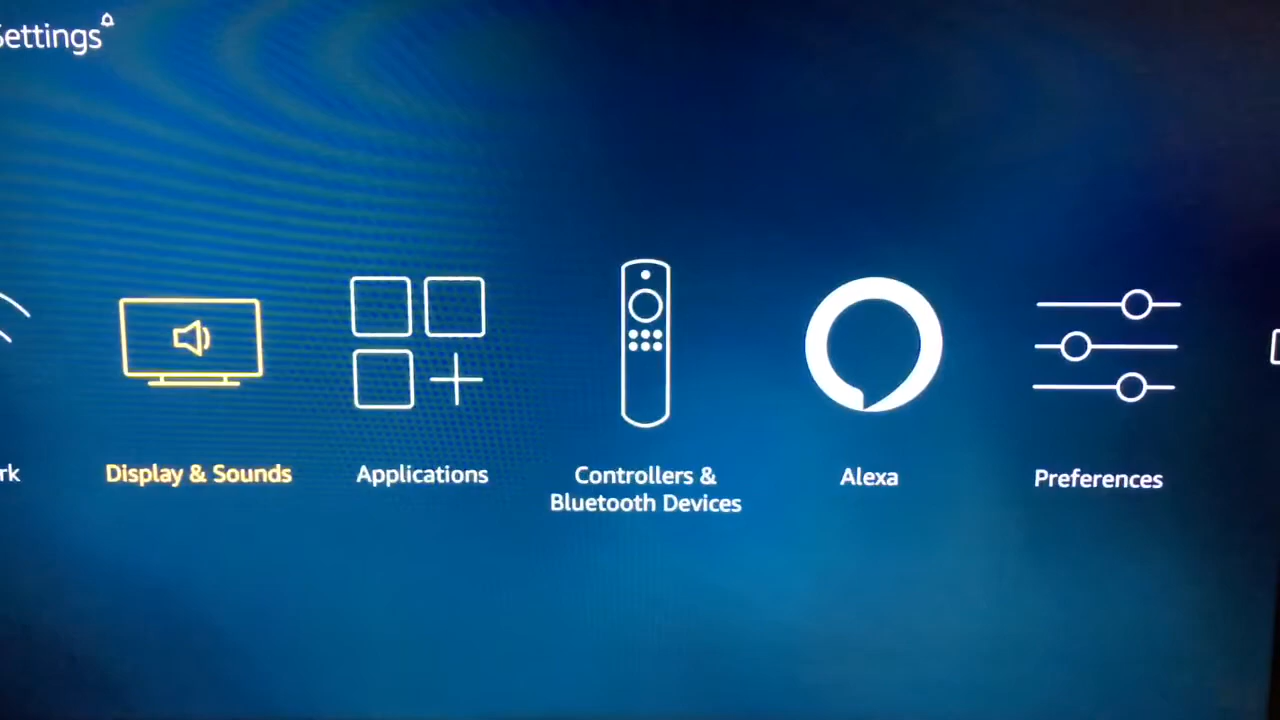 Settings
rk
Display & Sounds
Applications
Controllers &
Bluetooth Devices
Alexa
Preferences